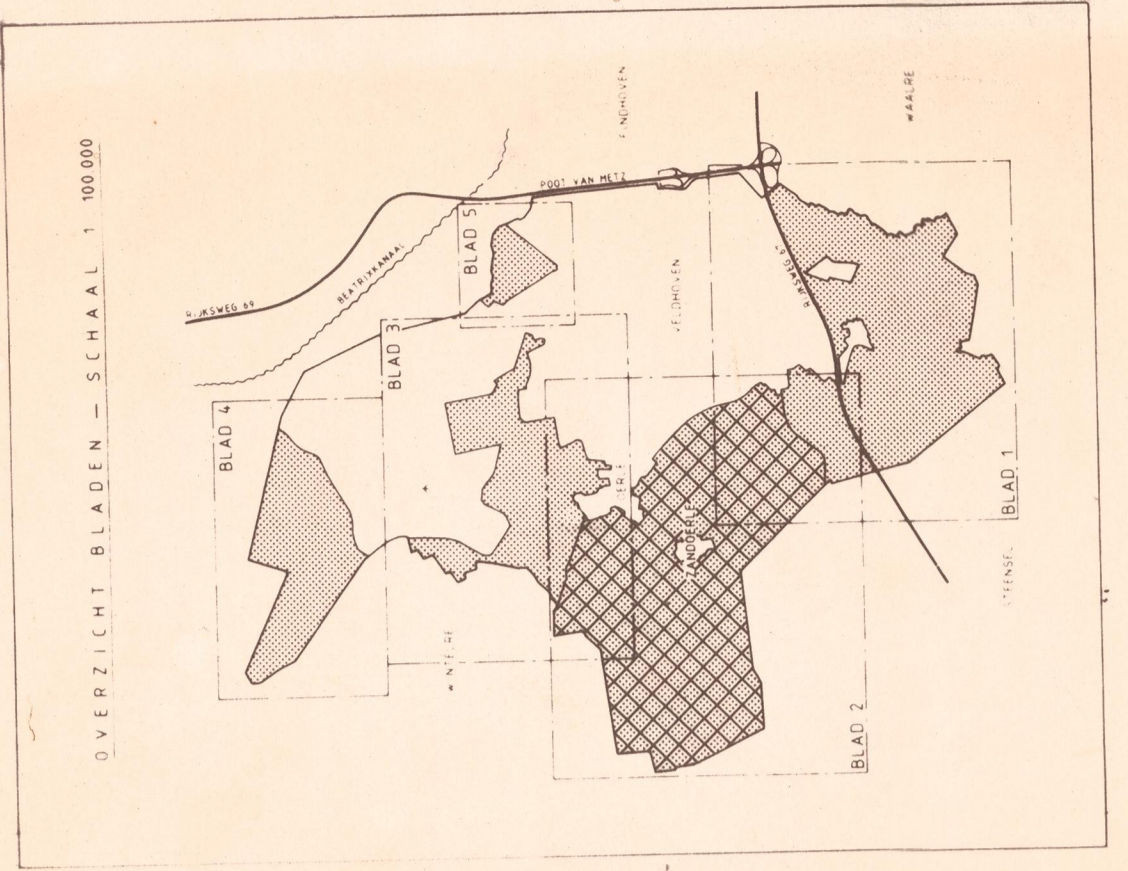 OVERZICHT BLADEN — SCHAAL 1 100 000
RIJKSWEG 69
BEATRIXKANAAL
POOT VAN METZ
EINDHOVEN
WAALRE
BLAD 5
BLAD 4
BLAD 3
VELDHOVEN
RIJKSWEG 67
OERLE
ZANDOERLE
WINTELRE
BLAD 1
STEENSEL
BLAD 2